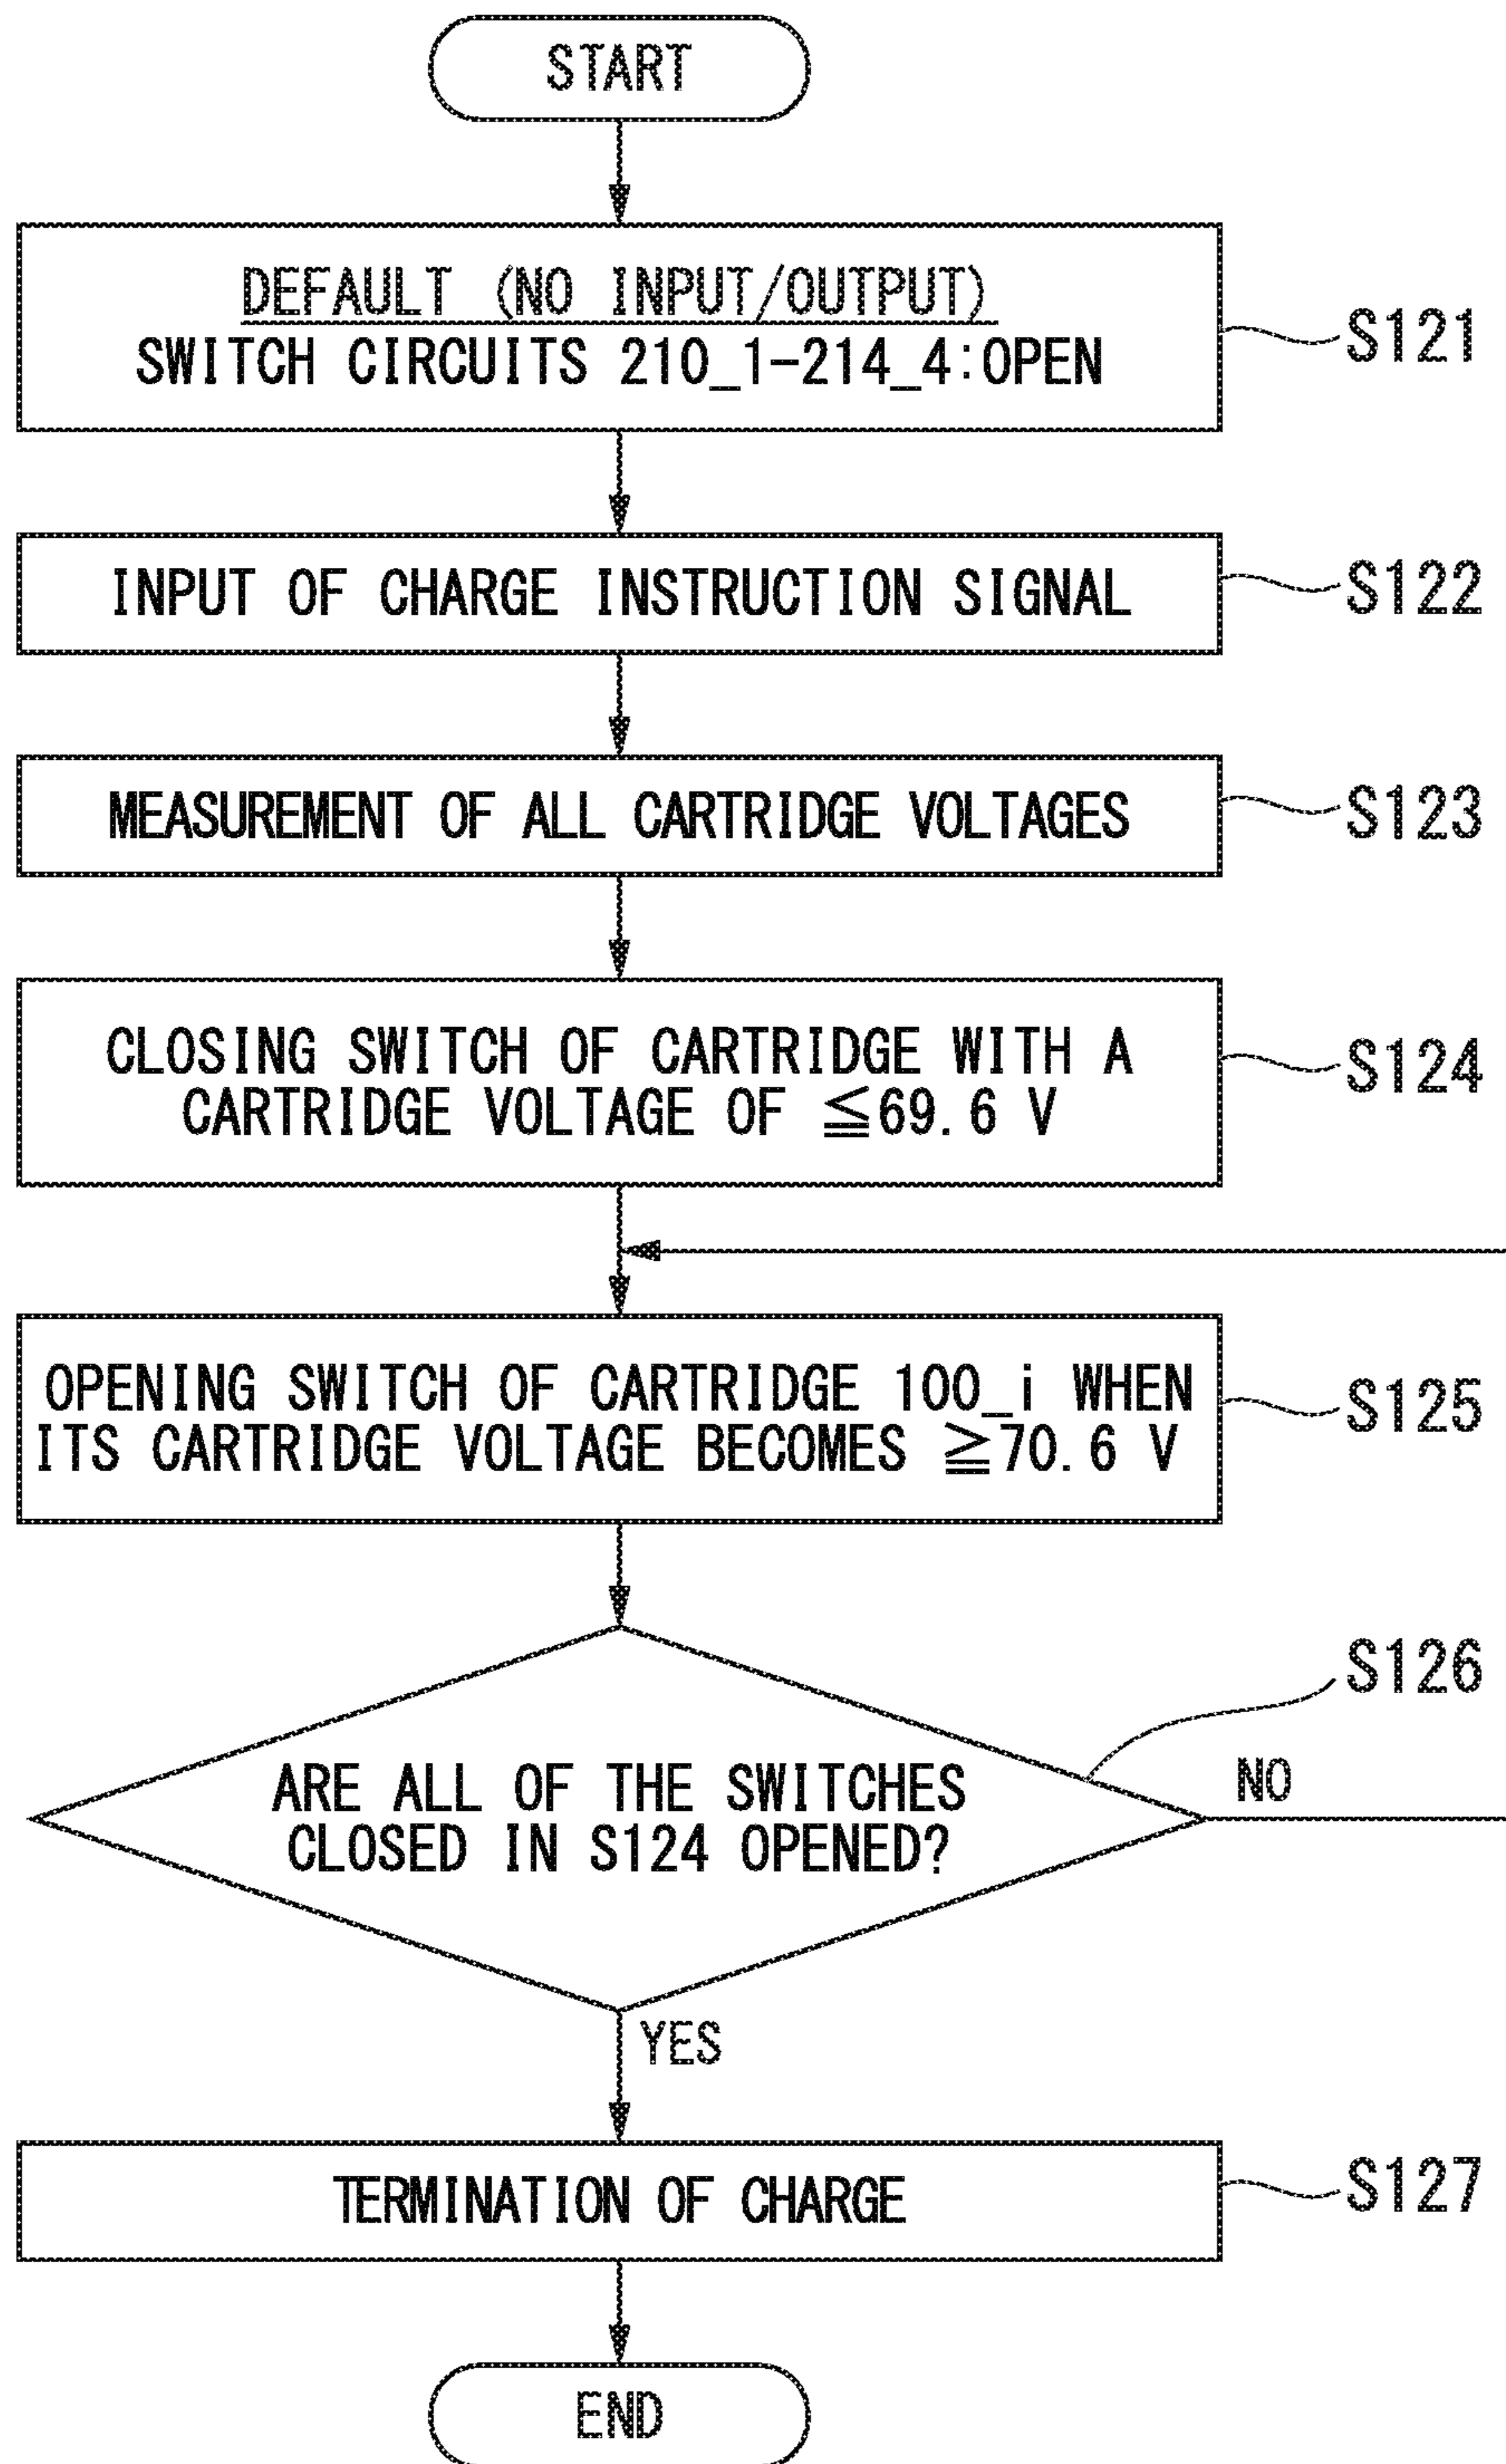 START
DEFAULT (NO INPUT/OUTPUT)
SWITCH CIRCUITS 210_1-214_4:OPEN
S121
INPUT OF CHARGE INSTRUCTION SIGNAL
S122
MEASUREMENT OF ALL CARTRIDGE VOLTAGES
S123
CLOSING SWITCH OF CARTRIDGE WITH A
CARTRIDGE VOLTAGE OF ≦69.6 V
S124
OPENING SWITCH OF CARTRIDGE 100_i WHEN
ITS CARTRIDGE VOLTAGE BECOMES ≧70.6 V
S125
ARE ALL OF THE SWITCHES
CLOSED IN S124 OPENED?
S126
NO
YES
TERMINATION OF CHARGE
S127
END